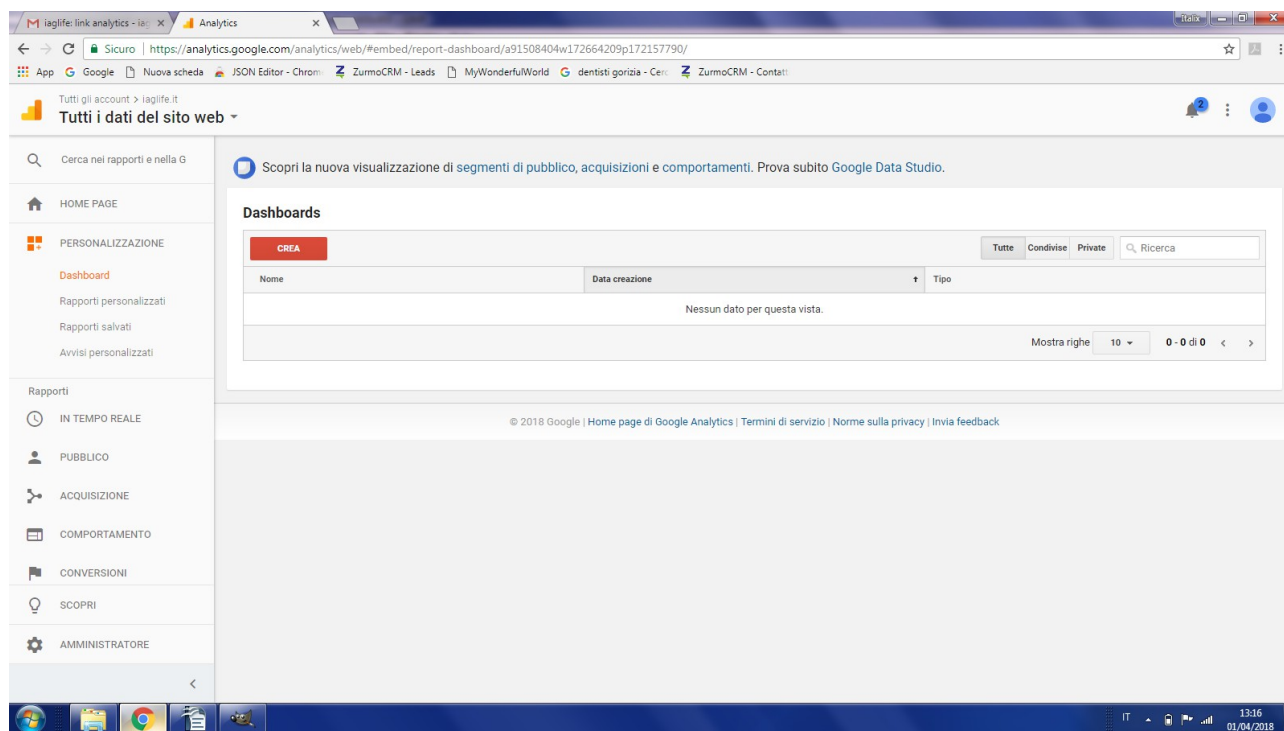 iaglife: link analytics - iag
Analytics
Italix
Sicuro | https://analytics.google.com/analytics/web/#embed/report-dashboard/a91508404w172664209p172157790/
App Google Nuova scheda JSON Editor - Chrom ZurmoCRM - Leads MyWonderfulWorld dentisti gorizia - Cerc ZurmoCRM - Contatt
Tutti gli account > iaglife.it
Tutti i dati del sito web
2
Cerca nei rapporti e nella G
Scopri la nuova visualizzazione di segmenti di pubblico, acquisizioni e comportamenti. Prova subito Google Data Studio.
HOME PAGE
PERSONALIZZAZIONE
Dashboard
Rapporti personalizzati
Rapporti salvati
Avvisi personalizzati
Rapporti
IN TEMPO REALE
PUBBLICO
ACQUISIZIONE
COMPORTAMENTO
CONVERSIONI
SCOPRI
AMMINISTRATORE
Dashboards
CREA
Tutte Condivise Private Ricerca
Nome Data creazione Tipo
Nessun dato per questa vista.
Mostra righe 10 0 - 0 di 0
© 2018 Google | Home page di Google Analytics | Termini di servizio | Norme sulla privacy | Invia feedback
IT
13:16
01/04/2018